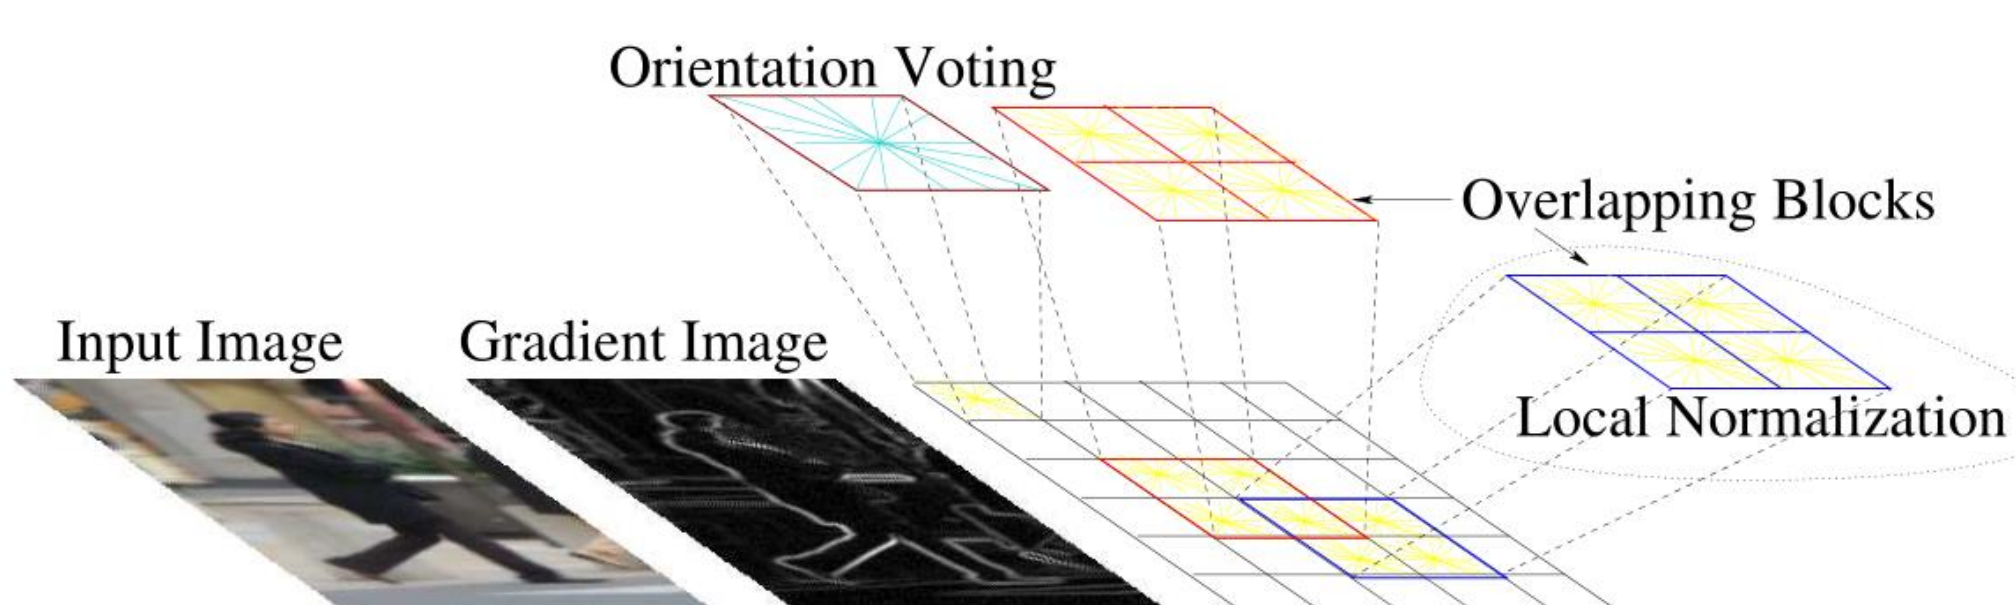 Orientation Voting
Overlapping Blocks
Input Image
Gradient Image
Local Normalization